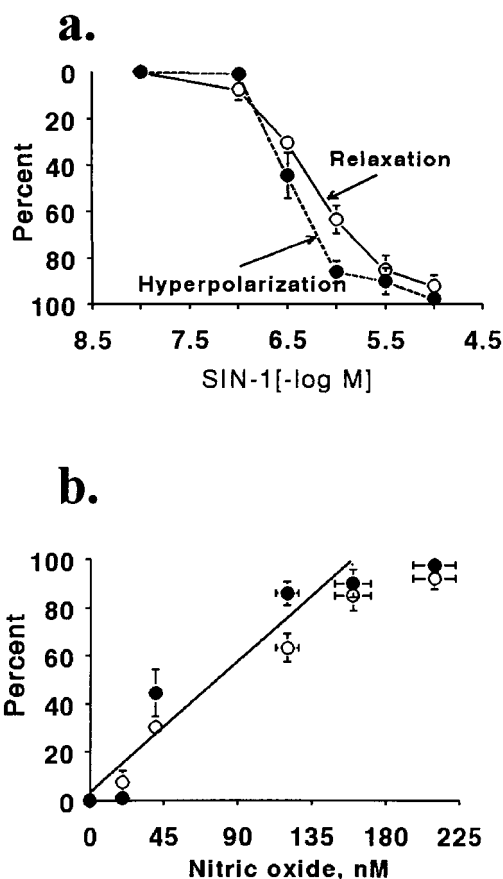 a.
0
20
40
60
80
100
Percent
Relaxation
Hyperpolarization
8.5 7.5 6.5 5.5 4.5
SIN-1[-log M]
b.
100
80
60
40
20
0
Percent
0 45 90 135 180 225
Nitric oxide, nM